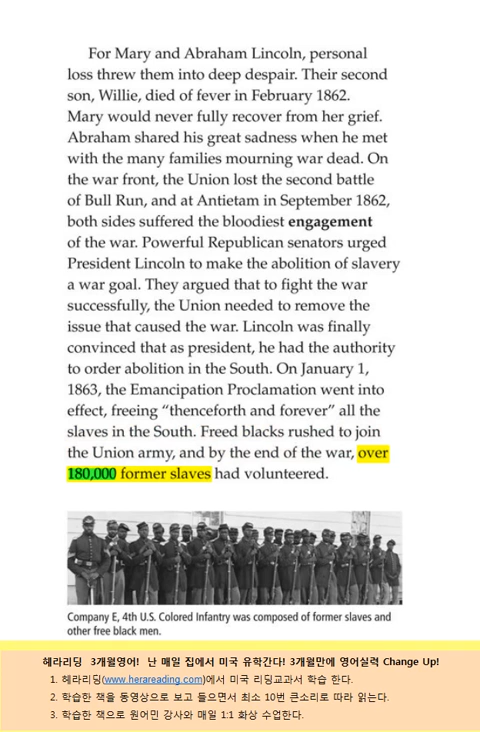 For Mary and Abraham Lincoln, personal
loss threw them into deep despair. Their second
son, Willie, died of fever in February 1862.
Mary would never fully recover from her grief.
Abraham shared his great sadness when he met
with the many families mourning war dead. On
the war front, the Union lost the second battle
of Bull Run, and at Antietam in September 1862,
both sides suffered the bloodiest engagement
of the war. Powerful Republican senators urged
President Lincoln to make the abolition of slavery
a war goal. They argued that to fight the war
successfully, the Union needed to remove the
issue that caused the war. Lincoln was finally
convinced that as president, he had the authority
to order abolition in the South. On January 1,
1863, the Emancipation Proclamation went into
effect, freeing “thenceforth and forever” all the
slaves in the South. Freed blacks rushed to join
the Union army, and by the end of the war, over
180,000 former slaves had volunteered.
Company E, 4th U.S. Colored Infantry was composed of former slaves and
other free black men.
헤라리딩 3개월영어! 난 매일 집에서 미국 유학간다! 3개월만에 영어실력 Change Up!
1. 헤라리딩(www.herareading.com)에서 미국 리딩교과서 학습 한다.
2. 학습한 책을 동영상으로 보고 들으면서 최소 10번 큰소리로 따라 읽는다.
3. 학습한 책으로 원어민 강사와 매일 1:1 화상 수업한다.